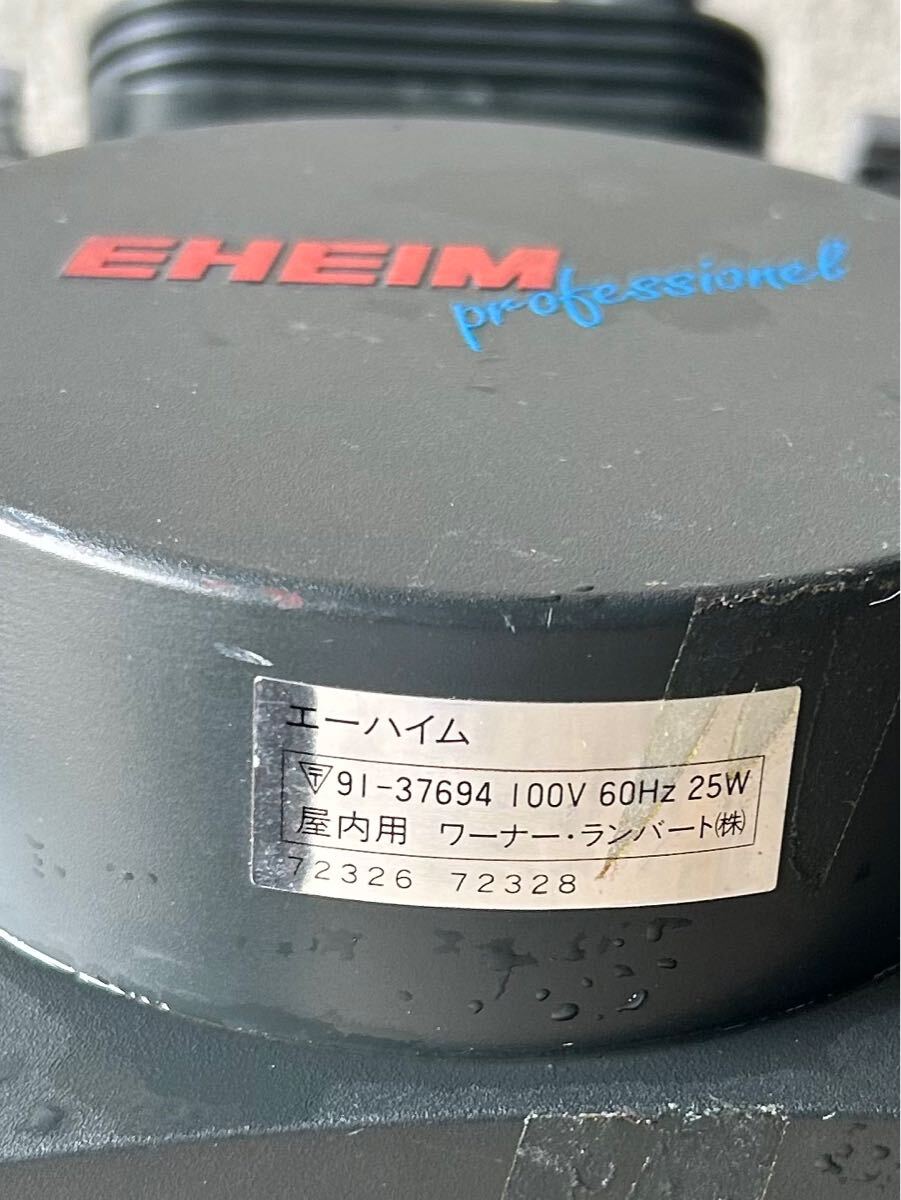 EHEIM
professionel
エーハイム
〒91-37694 100V 60Hz 25W
屋内用 ワーナー・ランバート(株)
72326 72328